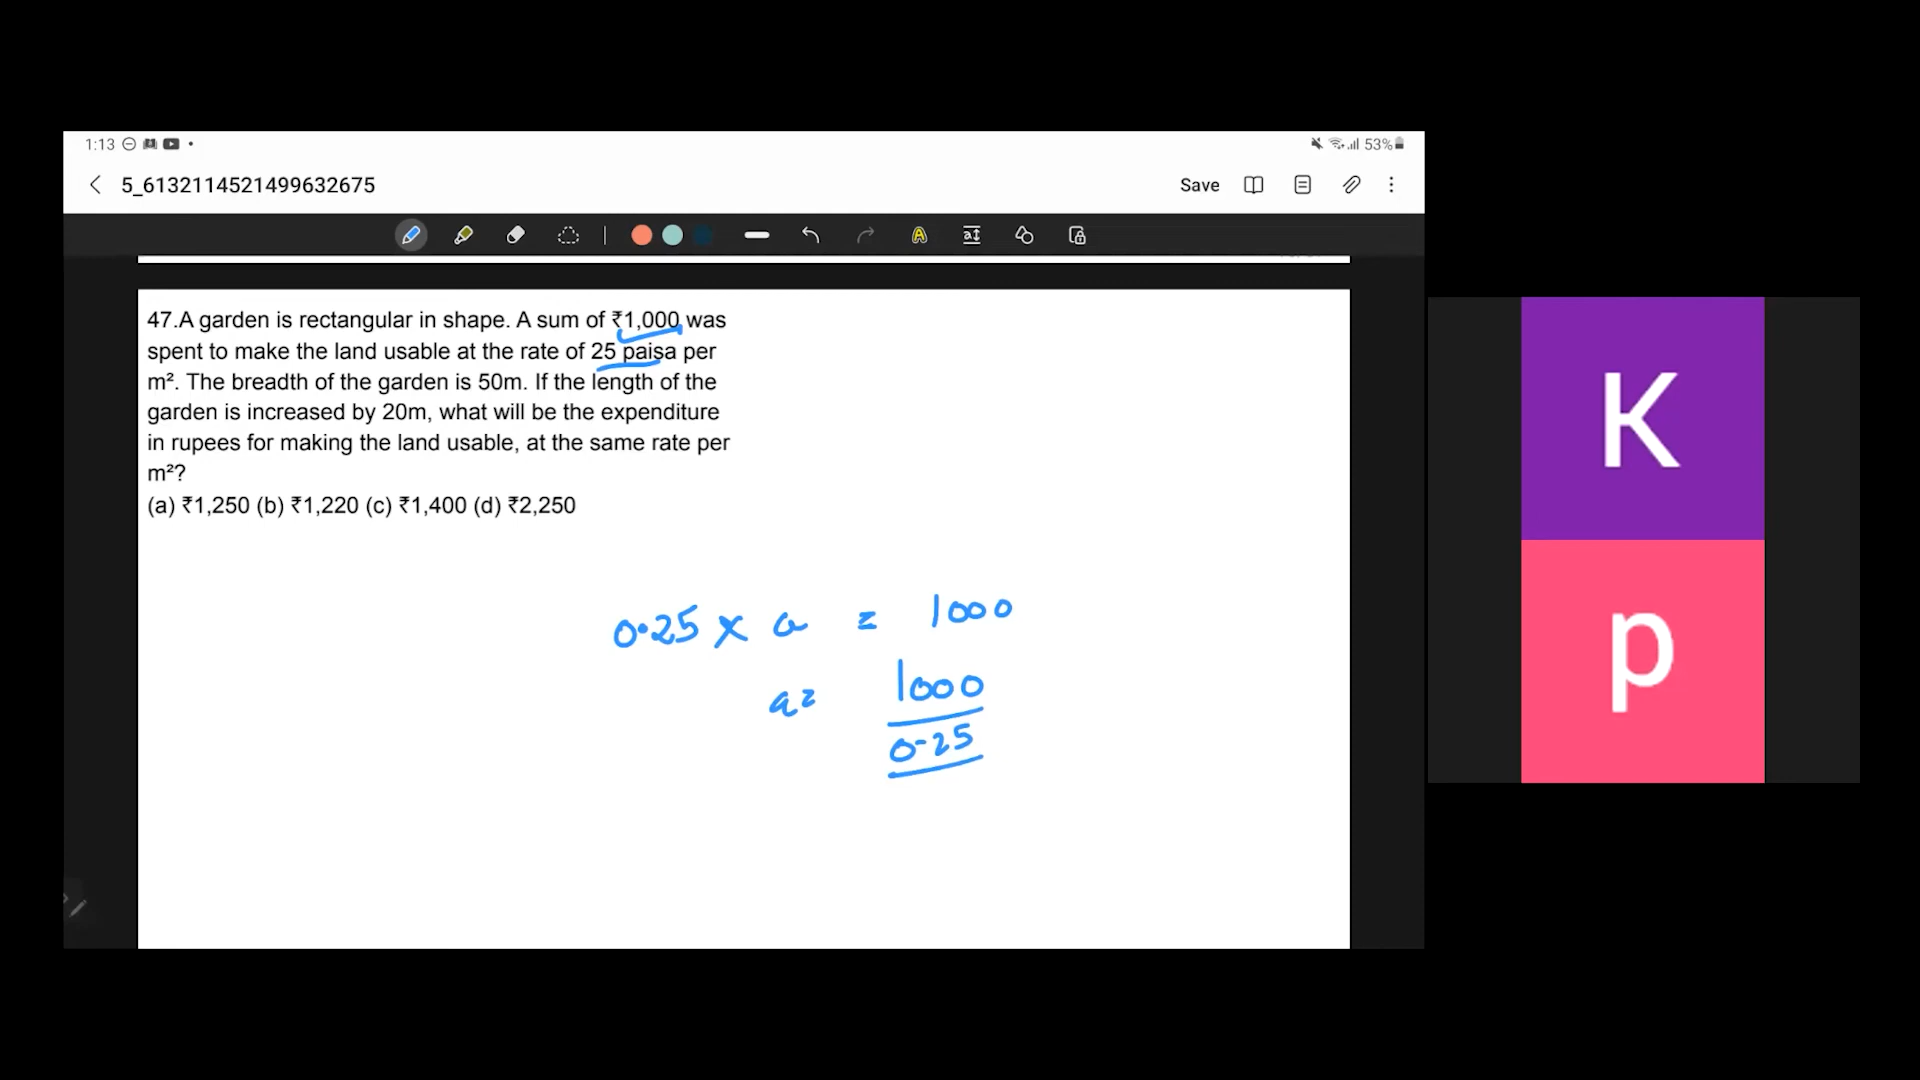 1:13
53%
5_6132114521499632675
Save
47.A garden is rectangular in shape. A sum of ₹1,000 was
spent to make the land usable at the rate of 25 paisa per
m². The breadth of the garden is 50m. If the length of the
garden is increased by 20m, what will be the expenditure
in rupees for making the land usable, at the same rate per
m²?
(a) ₹1,250 (b) ₹1,220 (c) ₹1,400 (d) ₹2,250
0.25 × a = 1000
a = 1000
0.25
K
p